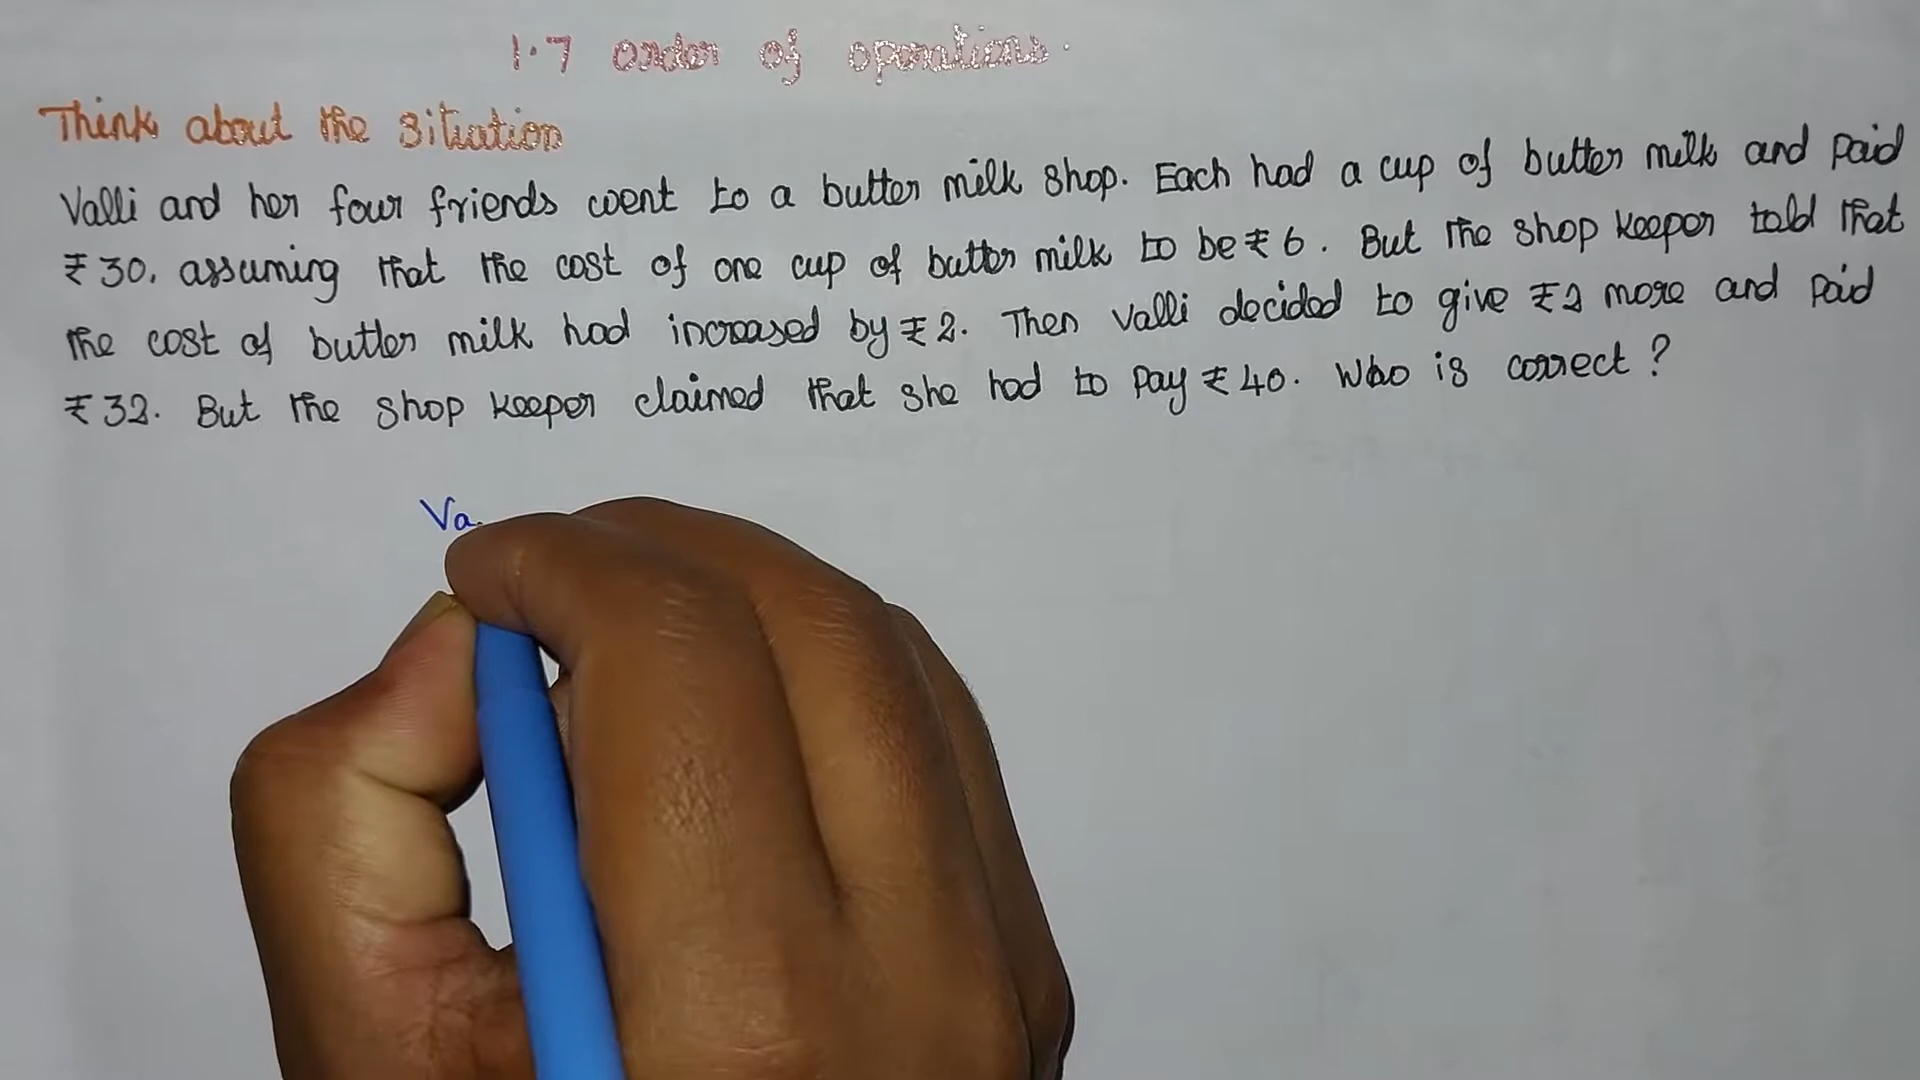 1.7 order of operations.
Think about the situation
Valli and her four friends went to a butter milk shop. Each had a cup of butter milk and paid
₹30, assuming that the cost of one cup of butter milk to be ₹6. But the shop keeper told that
the cost of butter milk had increased by ₹2. Then Valli decided to give ₹2 more and paid
₹32. But the shop keeper claimed that she had to pay ₹40. Who is correct?
Va